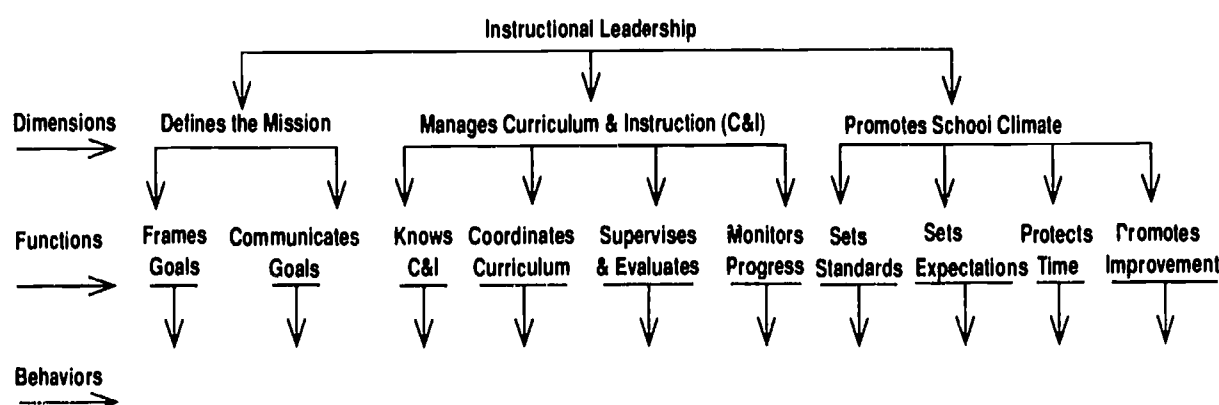 Instructional Leadership
Dimensions Defines the Mission Manages Curriculum & Instruction (C&I) Promotes School Climate
Functions Frames Communicates Knows Coordinates Supervises Monitors Sets Sets Protects Promotes
Goals Goals C&I Curriculum & Evaluates Progress Standards Expectations Time Improvement
Behaviors